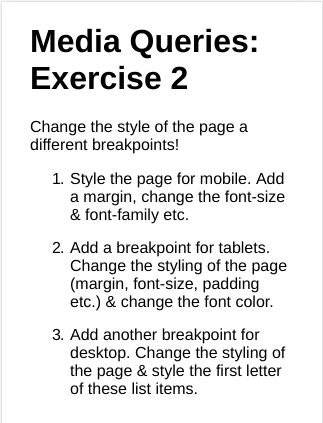 Media Queries:
Exercise 2
Change the style of the page a
different breakpoints!
1. Style the page for mobile. Add
a margin, change the font-size
& font-family etc.
2. Add a breakpoint for tablets.
Change the styling of the page
(margin, font-size, padding
etc.) & change the font color.
3. Add another breakpoint for
desktop. Change the styling of
the page & style the first letter
of these list items.